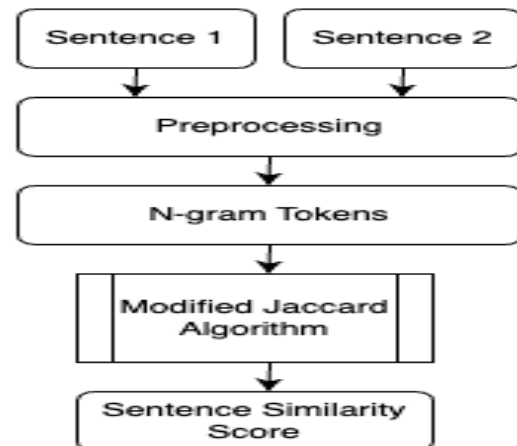 Sentence 1
Sentence 2
Preprocessing
N-gram Tokens
Modified Jaccard
Algorithm
Sentence Similarity
Score